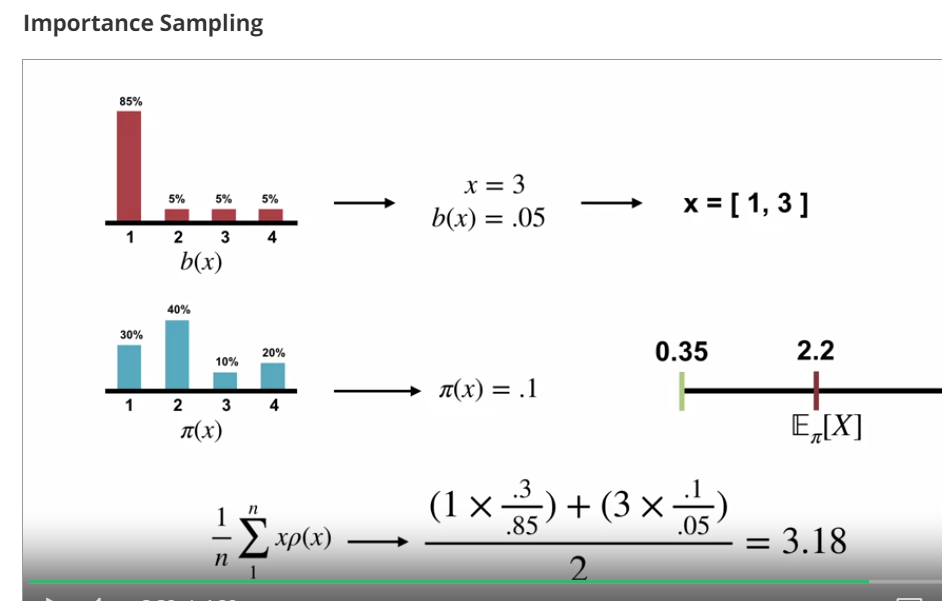 Importance Sampling
85%
5% 5% 5%
1 2 3 4
b(x)
x = 3
b(x) = .05
x = [ 1, 3 ]
30% 40% 10% 20%
1 2 3 4
π(x)
π(x) = .1
0.35 2.2
𝔼π[X]
1/n ∑ n 1 xρ(x)
(1 × .3/.85) + (3 × .1/.05) / 2 = 3.18